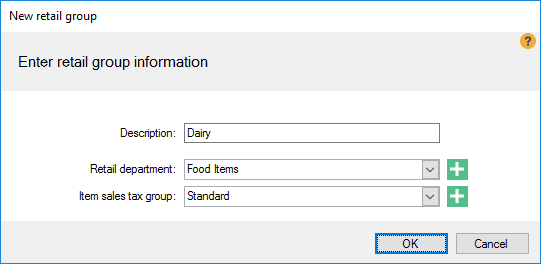 New retail group
?
Enter retail group information
Description: Dairy
Retail department: Food Items
Item sales tax group: Standard
OK Cancel